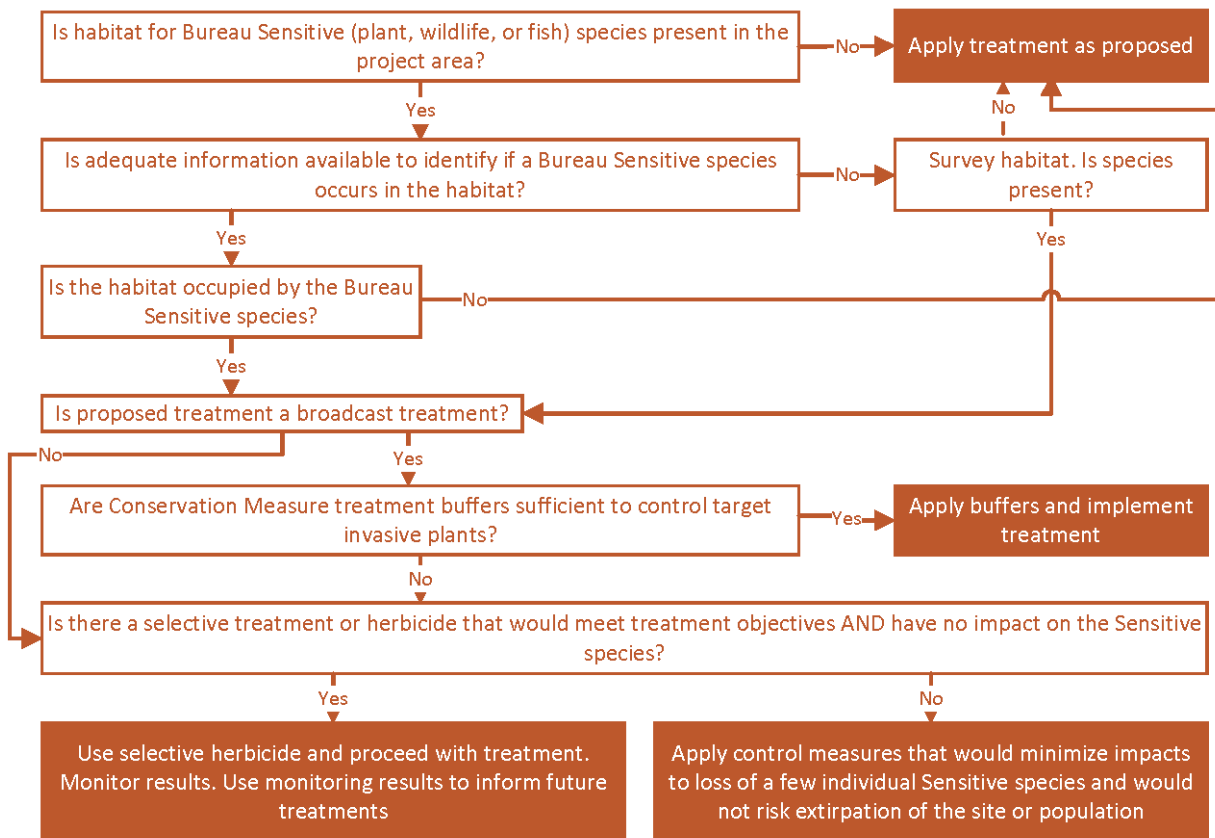 Is habitat for Bureau Sensitive (plant, wildlife, or fish) species present in the
project area?
No
Apply treatment as proposed
Yes
No
Is adequate information available to identify if a Bureau Sensitive species
occurs in the habitat?
No
Survey habitat. Is species
present?
Yes
Yes
Is the habitat occupied by the Bureau
Sensitive species?
No
Yes
Is proposed treatment a broadcast treatment?
No
Yes
Are Conservation Measure treatment buffers sufficient to control target
invasive plants?
Yes
Apply buffers and implement
treatment
No
Is there a selective treatment or herbicide that would meet treatment objectives AND have no impact on the Sensitive
species?
Yes
No
Use selective herbicide and proceed with treatment.
Monitor results. Use monitoring results to inform future
treatments
Apply control measures that would minimize impacts
to loss of a few individual Sensitive species and would
not risk extirpation of the site or population